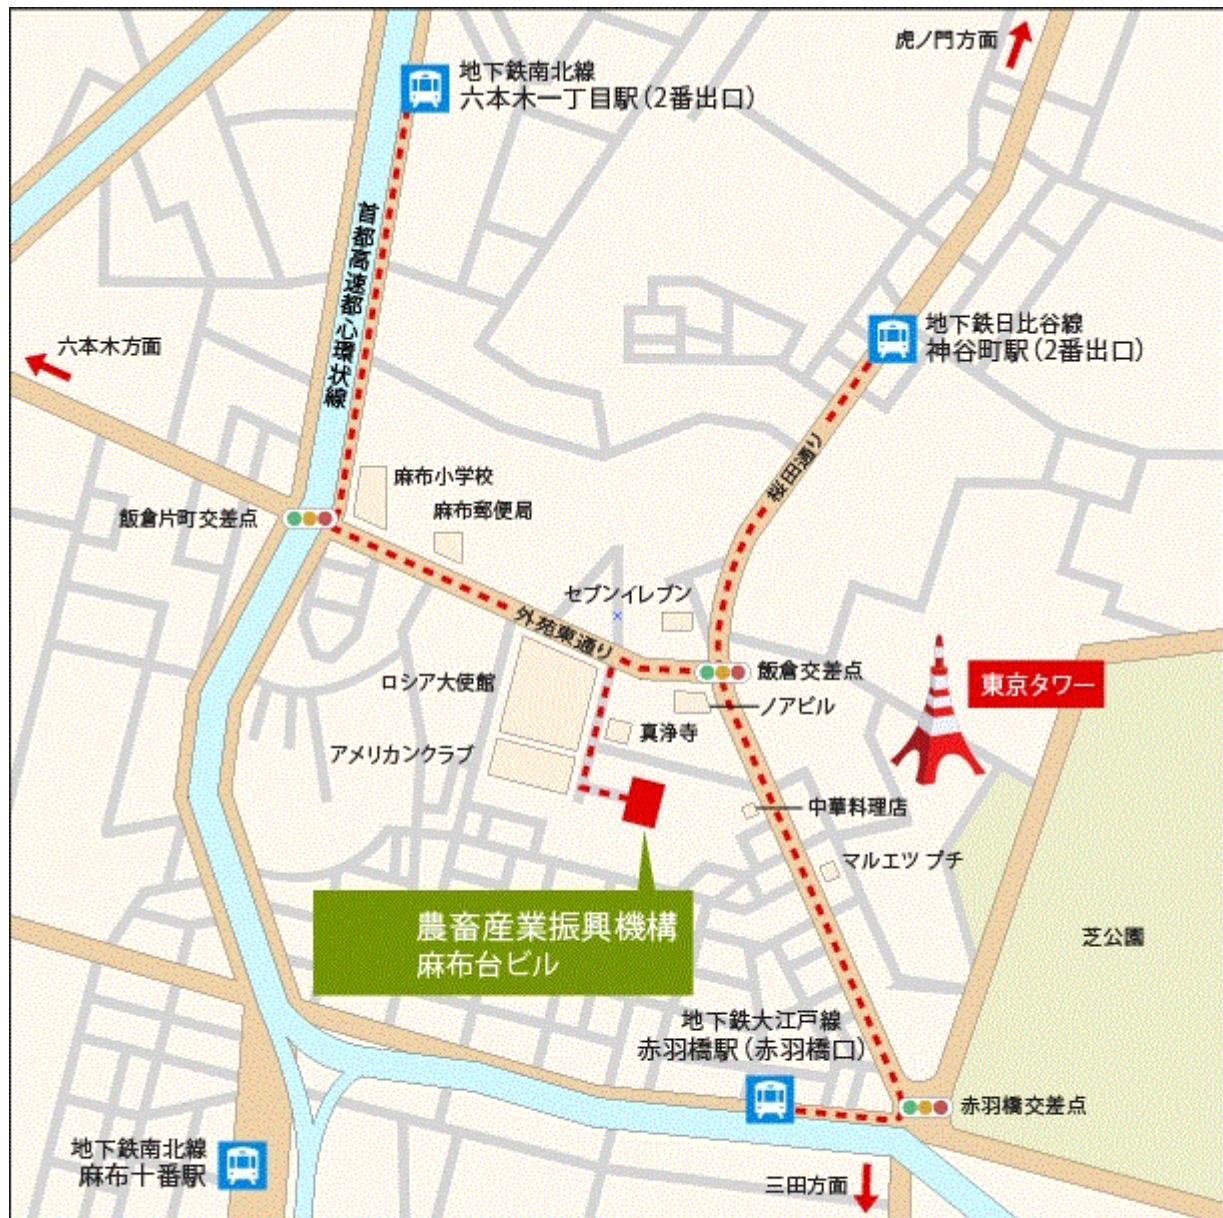 虎ノ門方面
地下鉄南北線
六本木一丁目駅(2番出口)
首都高速都心環状線
六本木方面
地下鉄日比谷線
神谷町駅(2番出口)
桜田通り
麻布小学校
麻布郵便局
飯倉片町交差点
セブンイレブン
外苑東通り
飯倉交差点
東京タワー
ロシア大使館
ノアビル
真浄寺
アメリカンクラブ
中華料理店
マルエツ プチ
農畜産業振興機構
麻布台ビル
芝公園
地下鉄大江戸線
赤羽橋駅(赤羽橋口)
赤羽橋交差点
地下鉄南北線
麻布十番駅
三田方面